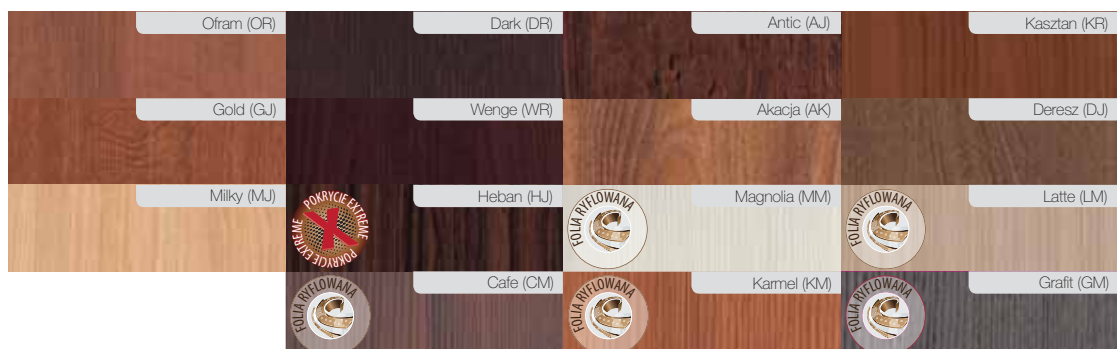 Ofram (OR)
Dark (DR)
Antic (AJ)
Kasztan (KR)
Gold (GJ)
Wenge (WR)
Akacja (AK)
Deresz (DJ)
Milky (MJ)
POKRYCIE EXTREME
POKRYCIE EXTREME
Heban (HJ)
FOLIA RYFLOWANA
Magnolia (MM)
FOLIA RYFLOWANA
Latte (LM)
FOLIA RYFLOWANA
Cafe (CM)
FOLIA RYFLOWANA
Karmel (KM)
FOLIA RYFLOWANA
Grafit (GM)